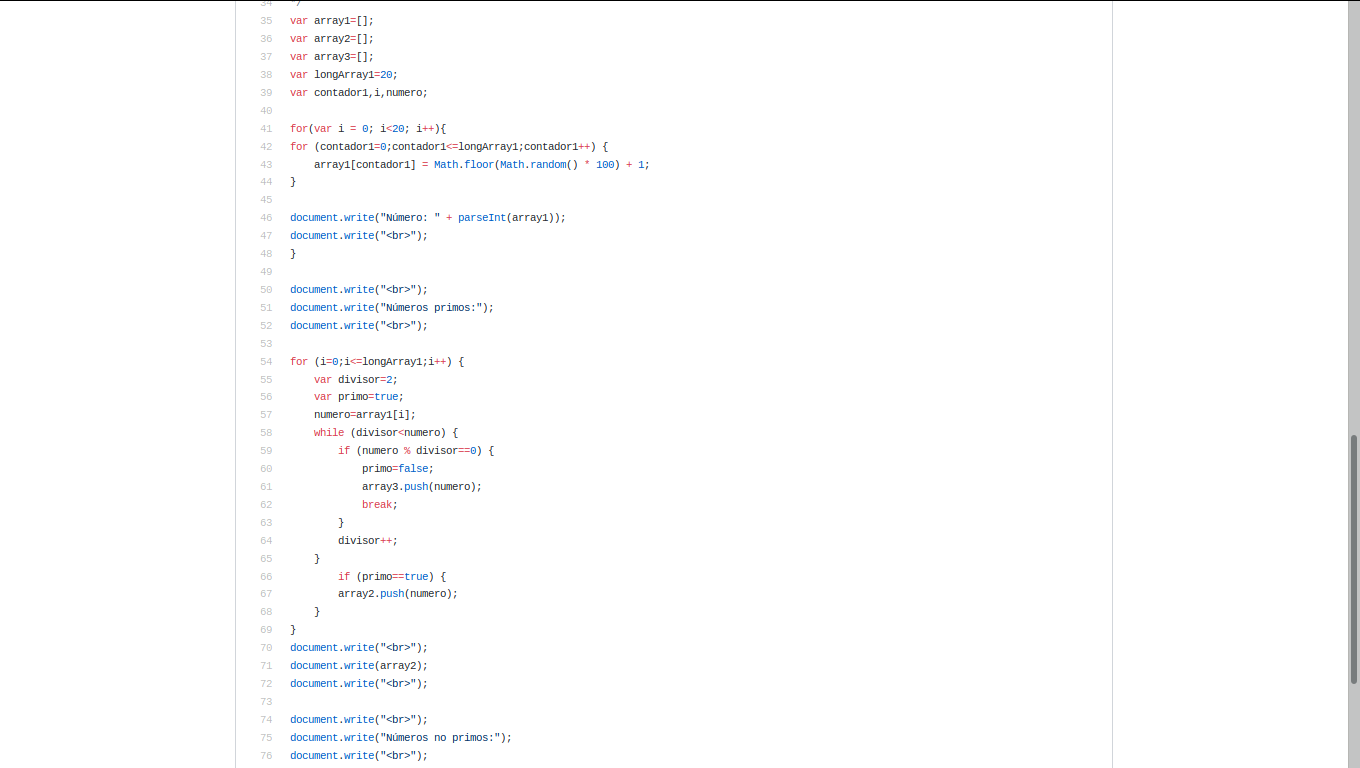 34 */
35 var array1=[];
36 var array2=[];
37 var array3=[];
38 var longArray1=20;
39 var contador1,i,numero;
40
41 for(var i = 0; i<20; i++){
42 for (contador1=0;contador1<=longArray1;contador1++) {
43     array1[contador1] = Math.floor(Math.random() * 100) + 1;
44 }
45
46 document.write("Número: " + parseInt(array1));
47 document.write("<br>");
48 }
49
50 document.write("<br>");
51 document.write("Números primos:");
52 document.write("<br>");
53
54 for (i=0;i<=longArray1;i++) {
55     var divisor=2;
56     var primo=true;
57     numero=array1[i];
58     while (divisor<numero) {
59         if (numero % divisor==0) {
60             primo=false;
61             array3.push(numero);
62             break;
63         }
64         divisor++;
65     }
66         if (primo==true) {
67         array2.push(numero);
68     }
69 }
70 document.write("<br>");
71 document.write(array2);
72 document.write("<br>");
73
74 document.write("<br>");
75 document.write("Números no primos:");
76 document.write("<br>");